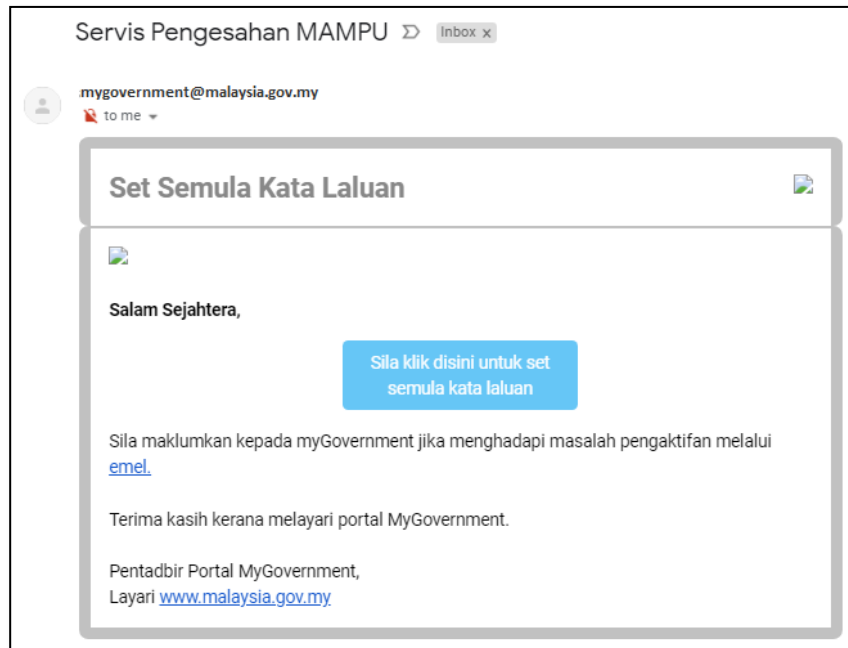 Servis Pengesahan MAMPU Inbox x
mygovernment@malaysia.gov.my
to me
Set Semula Kata Laluan
Salam Sejahtera,
Sila klik disini untuk set
semula kata laluan
Sila maklumkan kepada myGovernment jika menghadapi masalah pengaktifan melalui
emel.
Terima kasih kerana melayari portal MyGovernment.
Pentadbir Portal MyGovernment,
Layari www.malaysia.gov.my